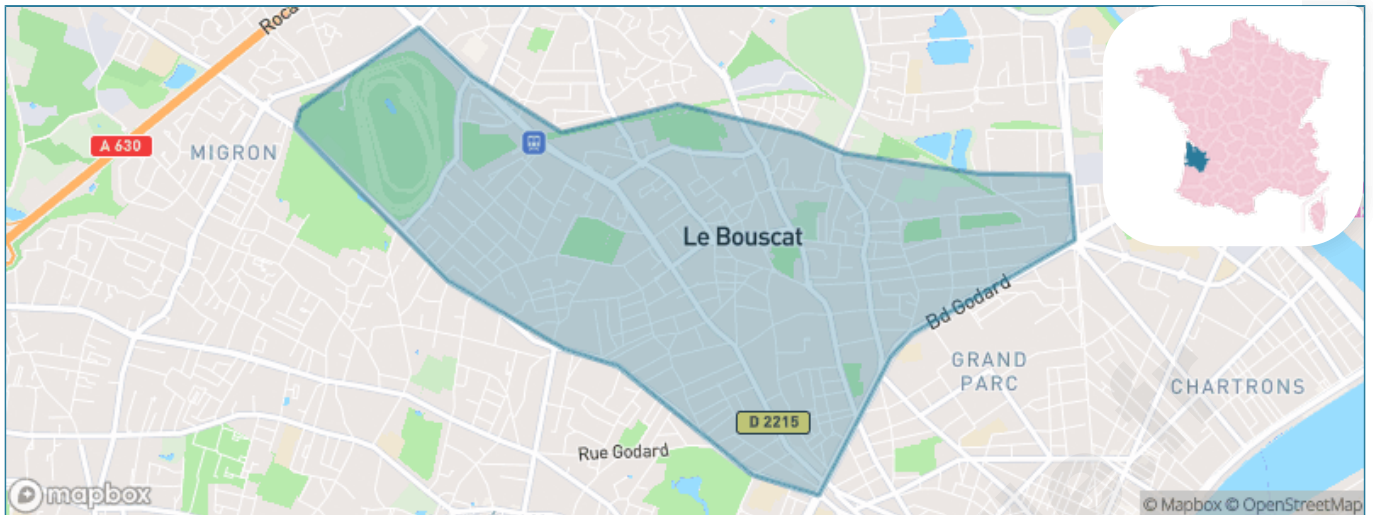 Roca
A 630
MIGRON
Le Bouscat
Bd Godard
GRAND
PARC
CHARTRONS
D 2215
Rue Godard
mapbox
© Mapbox © OpenStreetMap